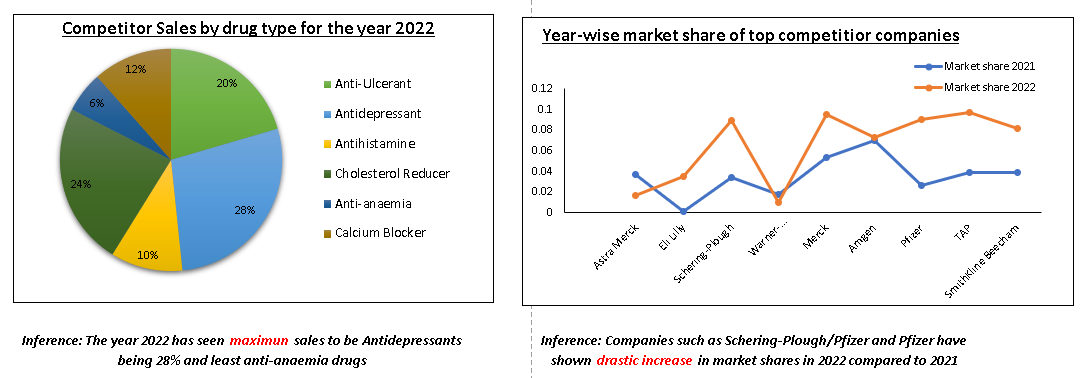 Competitor Sales by drug type for the year 2022
20%
28%
10%
24%
6%
12%
Anti-Ulcerant
Antidepressant
Antihistamine
Cholesterol Reducer
Anti-anaemia
Calcium Blocker
Inference: The year 2022 has seen maximun sales to be Antidepressants
being 28% and least anti-anaemia drugs
Year-wise market share of top competitior companies
Market share 2021
Market share 2022
0.12
0.1
0.08
0.06
0.04
0.02
0
Astra Merck
Eli Lilly
Schering-Plough
Warner-...
Merck
Amgen
Pfizer
TAP
SmithKline Beecham
Inference: Companies such as Schering-Plough/Pfizer and Pfizer have
shown drastic increase in market shares in 2022 compared to 2021